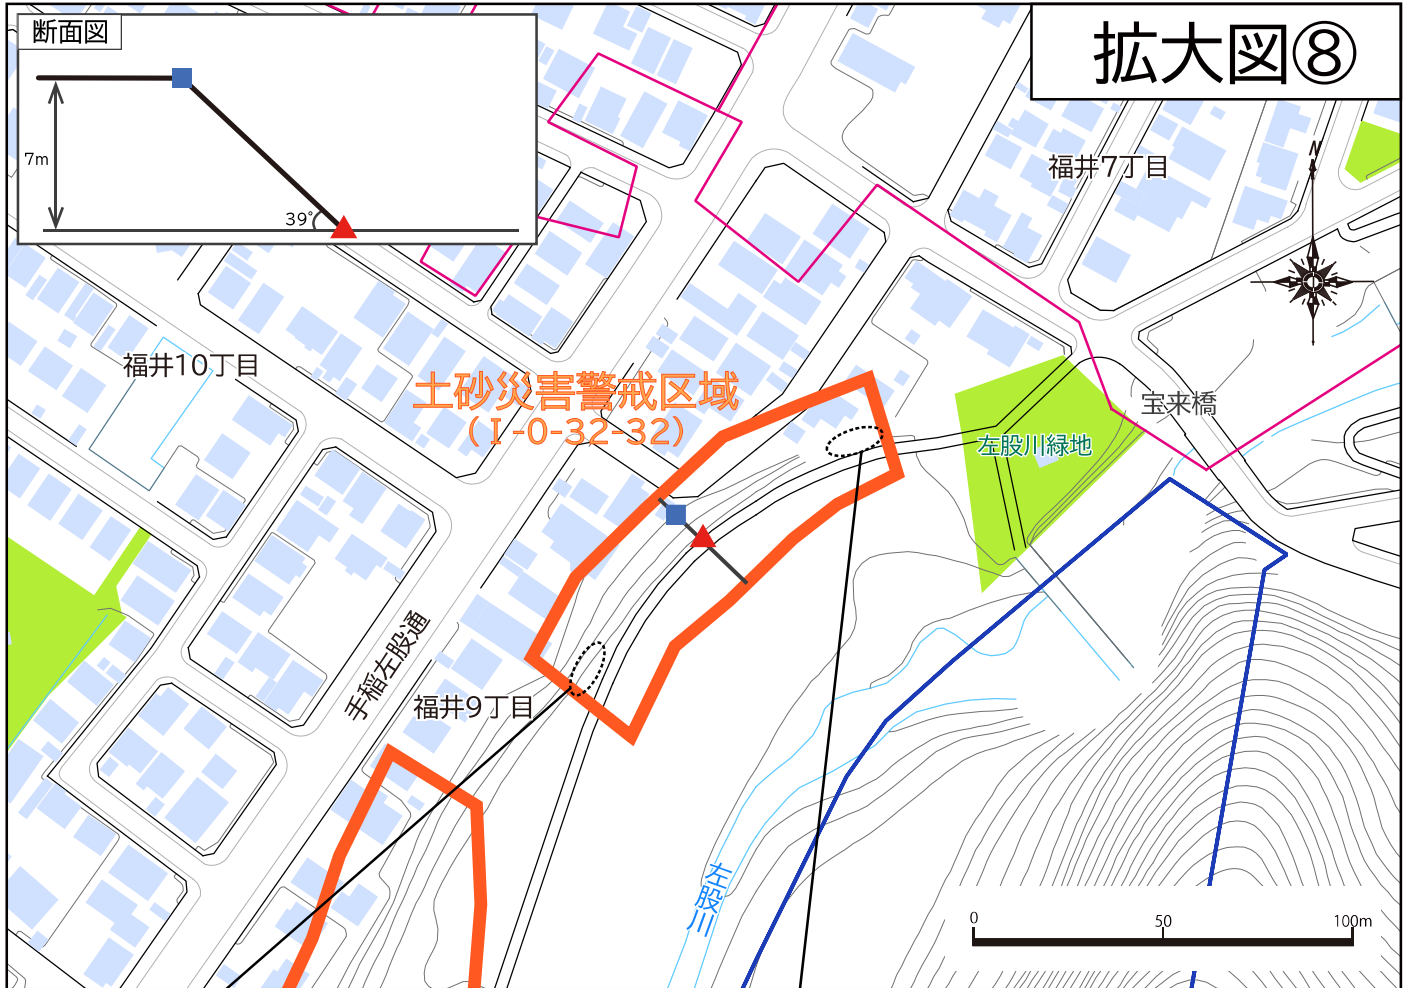 断面図
7m
39°
拡大図⑧
N
福井7丁目
福井10丁目
土砂災害警戒区域
(Ⅰ-0-32-32)
宝来橋
左股川緑地
手稲左股通
福井9丁目
左股川
0 50 100m